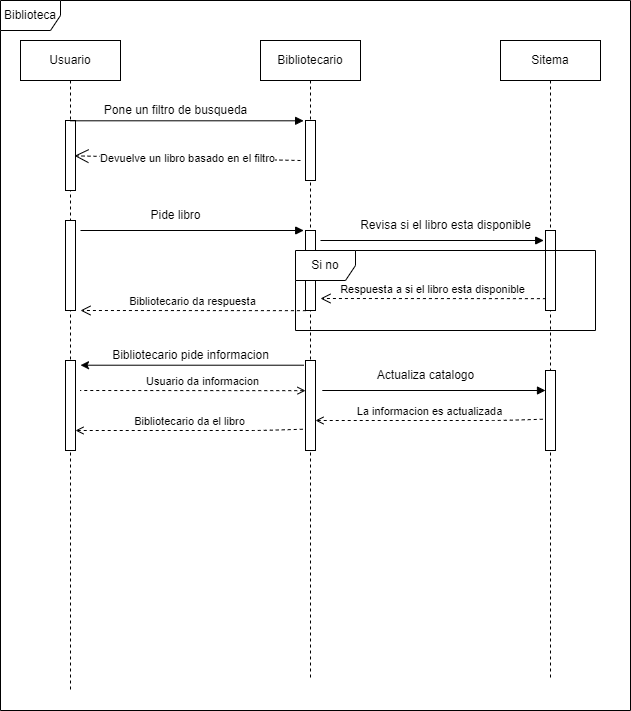 Biblioteca
Usuario
Bibliotecario
Sitema
Pone un filtro de busqueda
Devuelve un libro basado en el filtro
Pide libro
Revisa si el libro esta disponible
Si no
Respuesta a si el libro esta disponible
Bibliotecario da respuesta
Bibliotecario pide informacion
Usuario da informacion
Actualiza catalogo
La informacion es actualizada
Bibliotecario da el libro